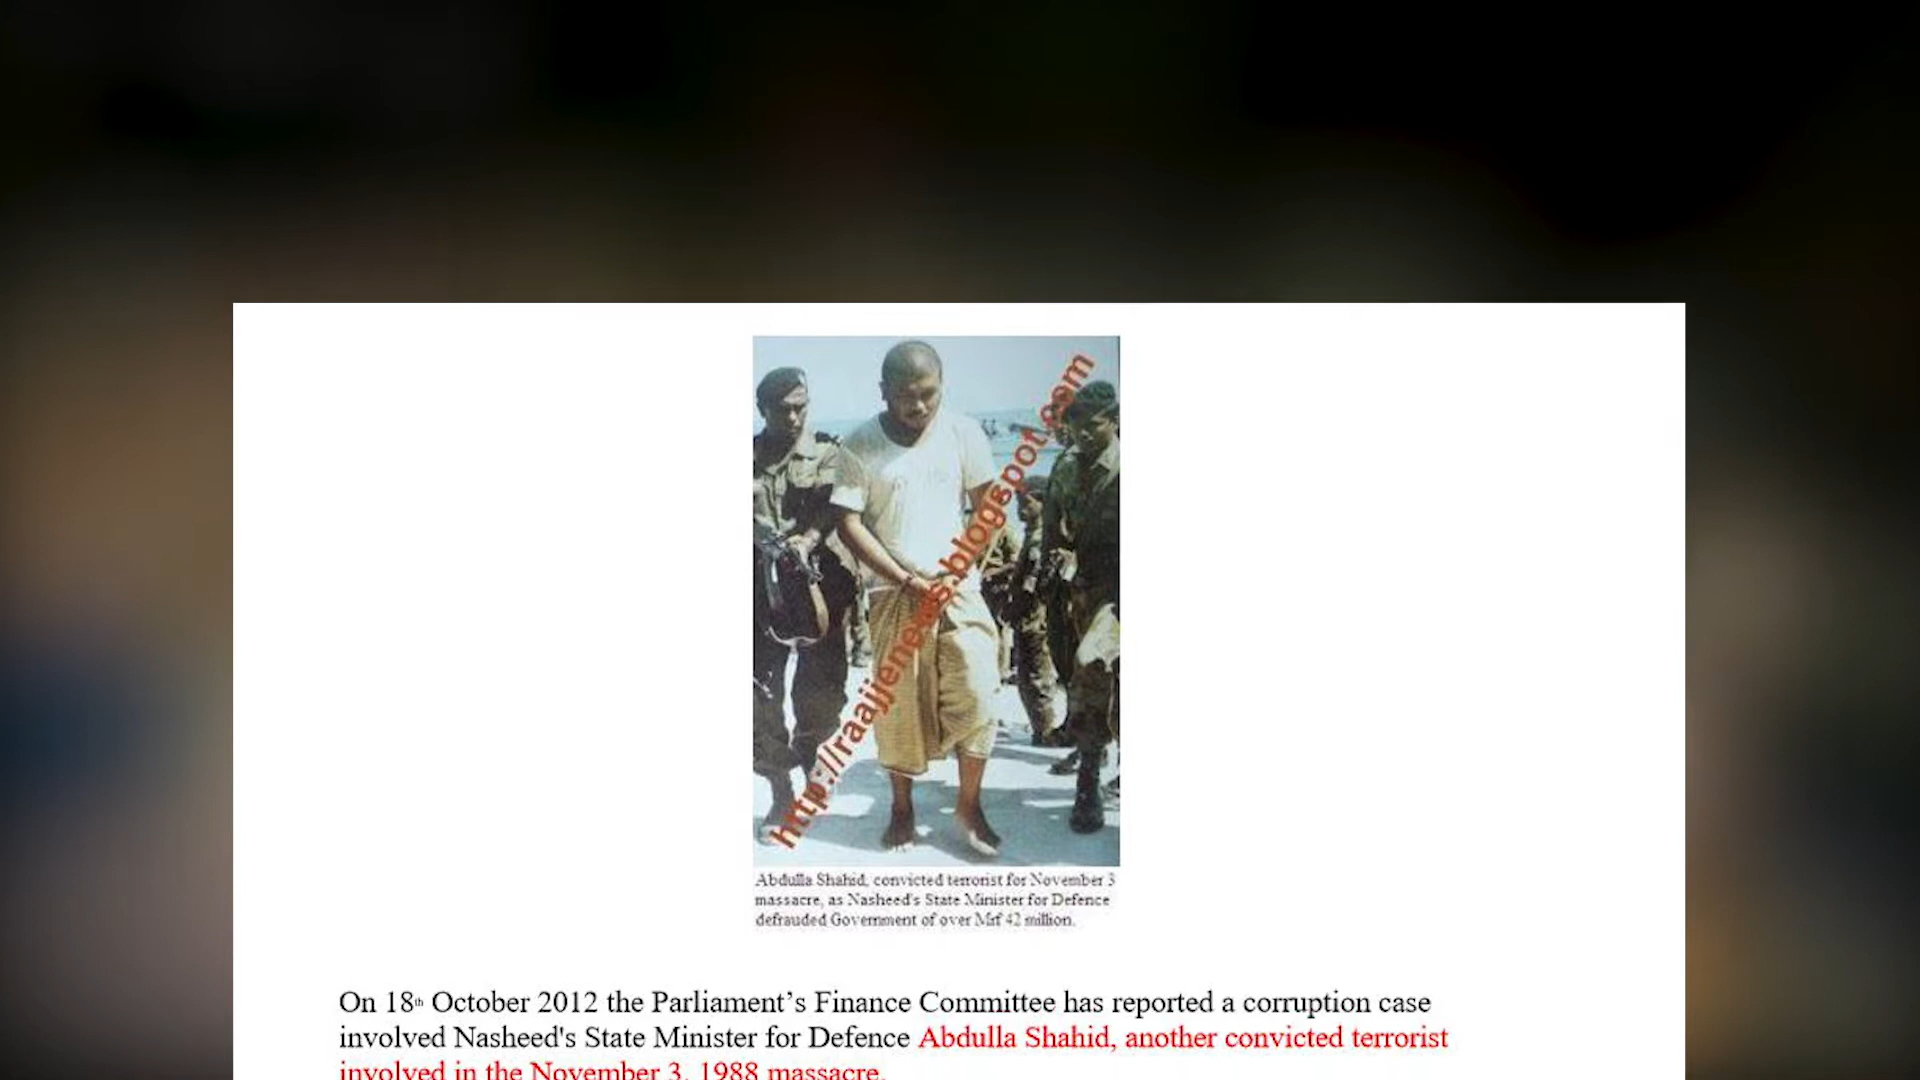 http://raajjenews.blogspot.com
Abdulla Shahid, convicted terrorist for November 3
massacre, as Nasheed's State Minister for Defence
defrauded Government of over Mrf 42 million.
On 18th October 2012 the Parliament’s Finance Committee has reported a corruption case
involved Nasheed's State Minister for Defence Abdulla Shahid, another convicted terrorist
involved in the November 3, 1988 massacre.